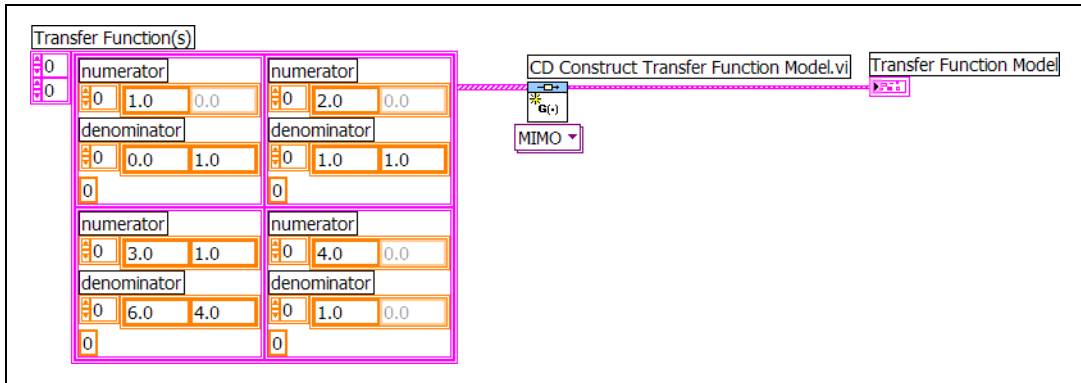 Transfer Function(s)
0
0
numerator
0 1.0 0.0
denominator
0 0.0 1.0
0
numerator
0 2.0 0.0
denominator
0 1.0 1.0
0
numerator
0 3.0 1.0
denominator
0 6.0 4.0
0
numerator
0 4.0 0.0
denominator
0 1.0 0.0
0
CD Construct Transfer Function Model.vi
G(·)
MIMO
Transfer Function Model